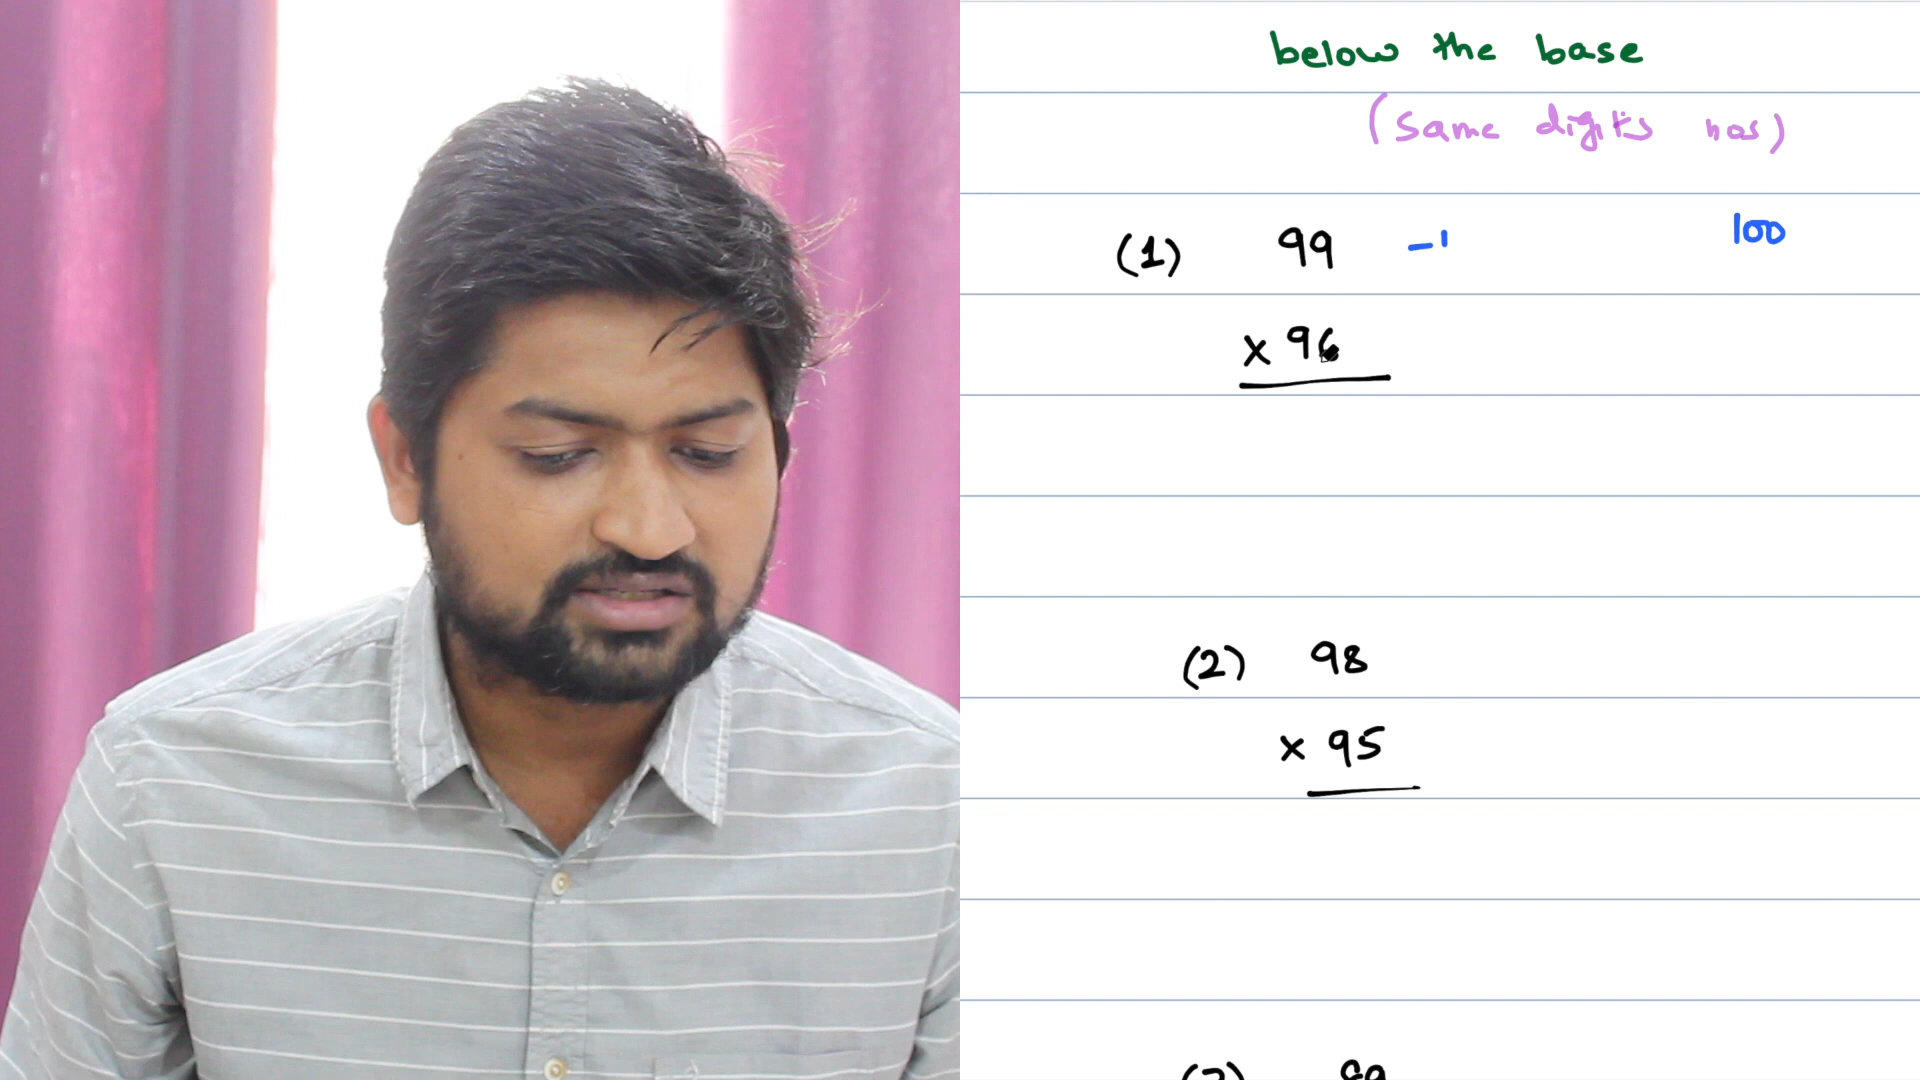 below the base
(same digits nos)
(1) 99 -1 100
x 96
(2) 98
x 95